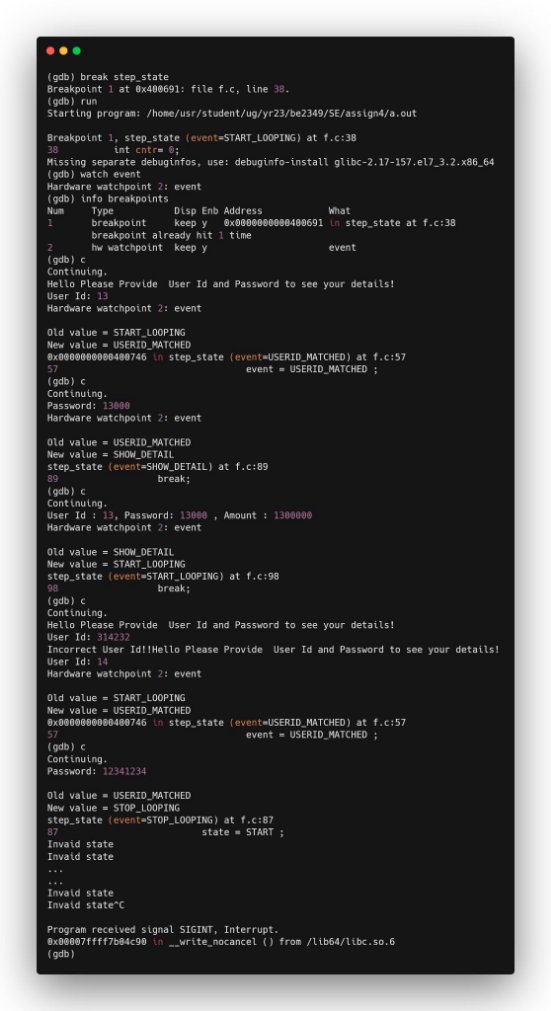 (gdb) break step_state
Breakpoint 1 at 0x400691: file f.c, line 38.
(gdb) run
Starting program: /home/usr/student/ug/yr23/be2349/SE/assign4/a.out
Breakpoint 1, step_state (event=START_LOOPING) at f.c:38
38 int cntr= 0;
Missing separate debuginfos, use: debuginfo-install glibc-2.17-157.el7_3.2.x86_64
(gdb) watch event
Hardware watchpoint 2: event
(gdb) info breakpoints
Num Type Disp Enb Address What
1 breakpoint keep y 0x0000000000400691 in step_state at f.c:38
breakpoint already hit 1 time
2 hw watchpoint keep y event
(gdb) c
Continuing.
Hello Please Provide User Id and Password to see your details!
User Id: 13
Hardware watchpoint 2: event
Old value = START_LOOPING
New value = USERID_MATCHED
0x0000000000400746 in step_state (event=USERID_MATCHED) at f.c:57
57 event = USERID_MATCHED ;
(gdb) c
Continuing.
Password: 13000
Hardware watchpoint 2: event
Old value = USERID_MATCHED
New value = SHOW_DETAIL
step_state (event=SHOW_DETAIL) at f.c:89
89 break;
(gdb) c
Continuing.
User Id : 13, Password: 13000 , Amount : 1300000
Hardware watchpoint 2: event
Old value = SHOW_DETAIL
New value = START_LOOPING
step_state (event=START_LOOPING) at f.c:98
98 break;
(gdb) c
Continuing.
Hello Please Provide User Id and Password to see your details!
User Id: 314232
Incorrect User Id!!Hello Please Provide User Id and Password to see your details!
User Id: 14
Hardware watchpoint 2: event
Old value = START_LOOPING
New value = USERID_MATCHED
0x0000000000400746 in step_state (event=USERID_MATCHED) at f.c:57
57 event = USERID_MATCHED ;
(gdb) c
Continuing.
Password: 12341234
Old value = USERID_MATCHED
New value = STOP_LOOPING
step_state (event=STOP_LOOPING) at f.c:87
87 state = START ;
Invaid state
Invaid state
...
...
Invaid state
Invaid state^C
Program received signal SIGINT, Interrupt.
0x00007ffff7b04c90 in __write_nocancel () from /lib64/libc.so.6
(gdb)